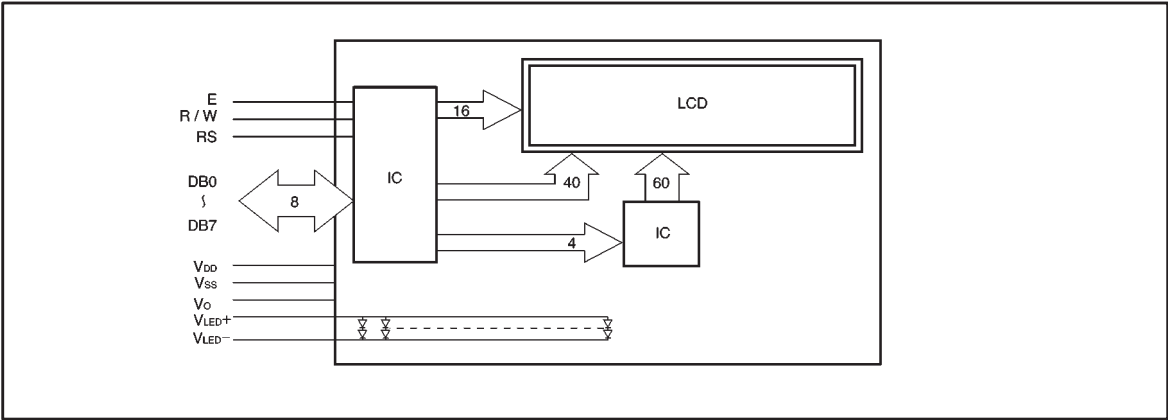 E
R / W
RS
DB0
~
DB7
8
IC
16
LCD
40
60
4
IC
VDD
VSS
VO
VLED+
VLED−